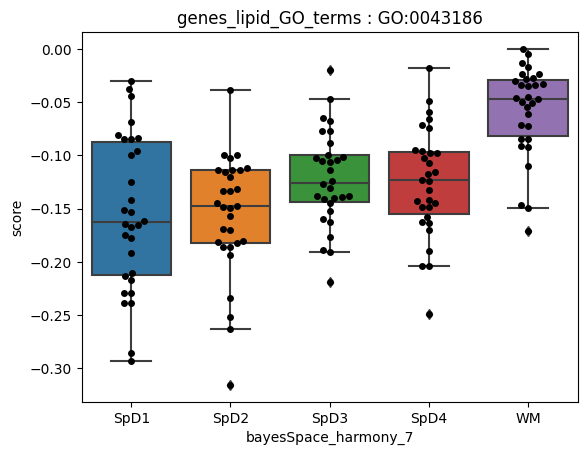 genes_lipid_GO_terms : GO:0043186
0.00
−0.05
−0.10
−0.15
−0.20
−0.25
−0.30
score
SpD1 SpD2 SpD3 SpD4 WM
bayesSpace_harmony_7